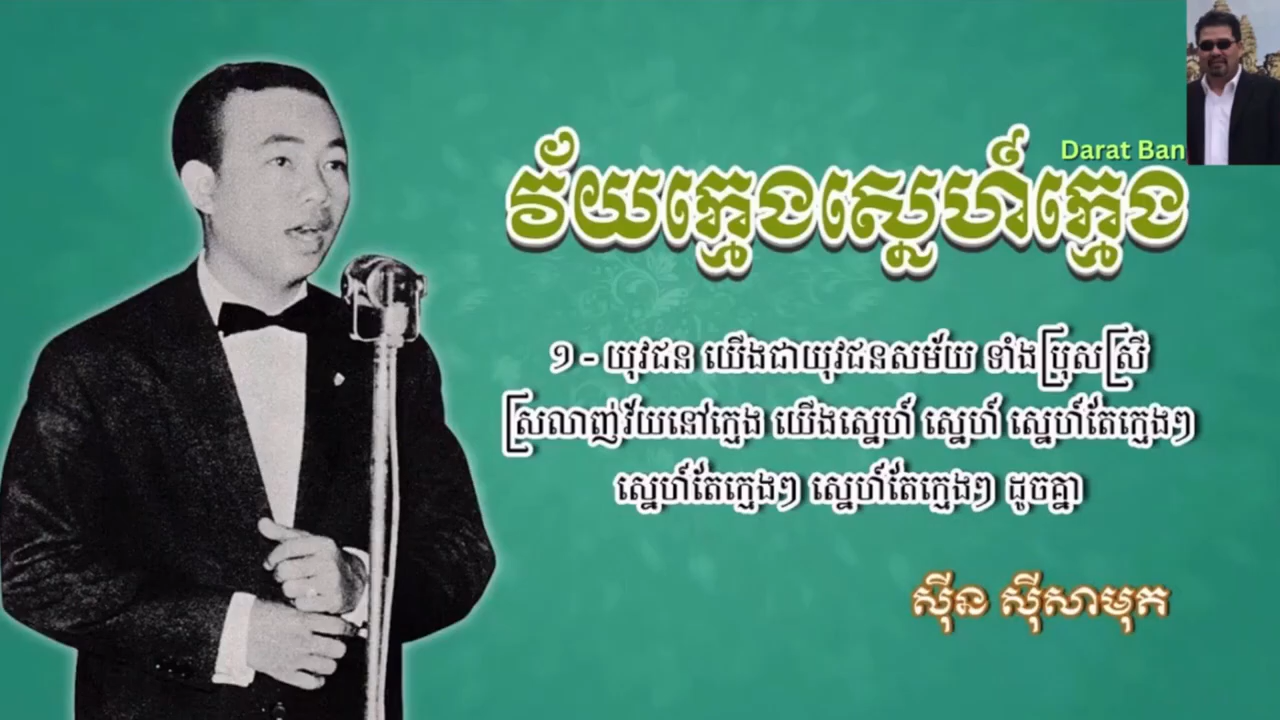 Darat Ban
វ័យក្មេងស្នេហ៍ក្មេង
១ - យុវជន យើងជាយុវជនសម័យ ទាំងប្រុសស្រី
ស្រលាញ់វ័យនៅក្មេង យើងស្នេហ៍ ស្នេហ៍ ស្នេហ៍តែក្មេងៗ
ស្នេហ៍តែក្មេងៗ ស្នេហ៍តែក្មេងៗ ដូចគ្នា
ស៊ីន ស៊ីសាមុត